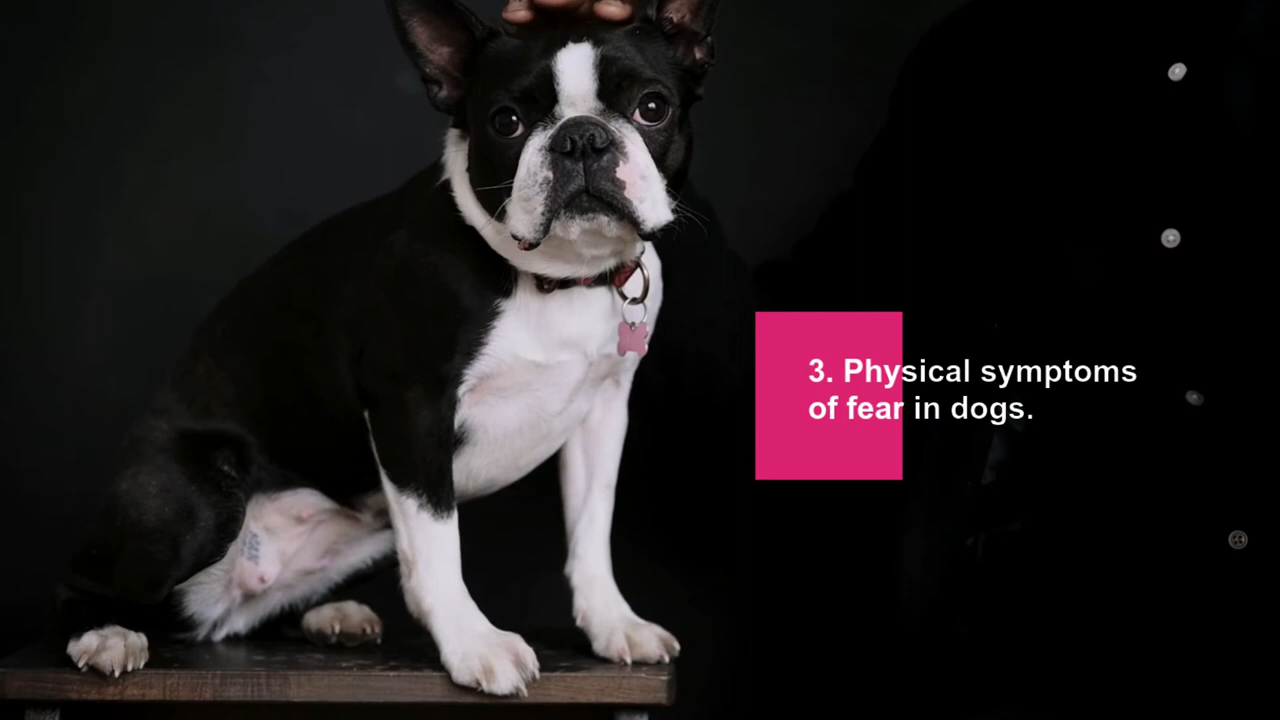 3. Physical symptoms
of fear in dogs.